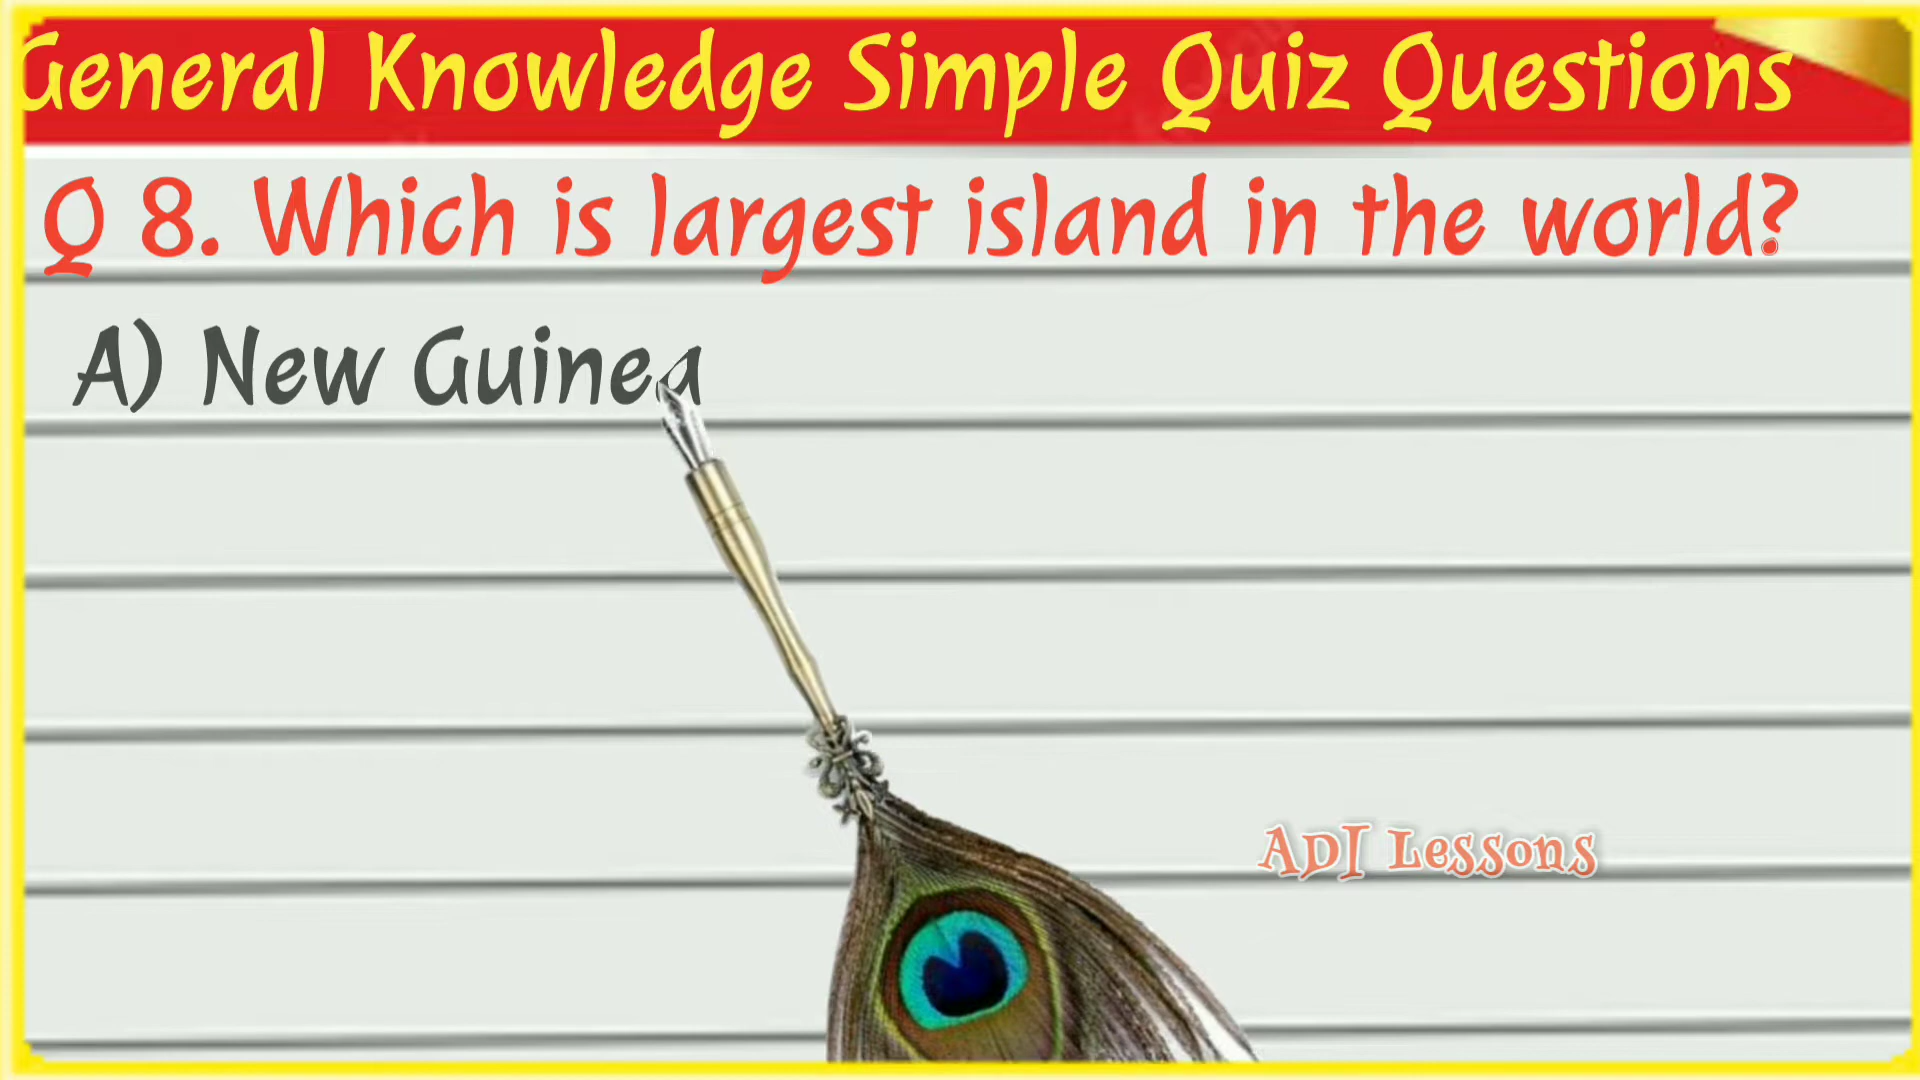 General Knowledge Simple Quiz Questions
Q 8. Which is largest island in the world?
A) New Guinea
ADI Lessons